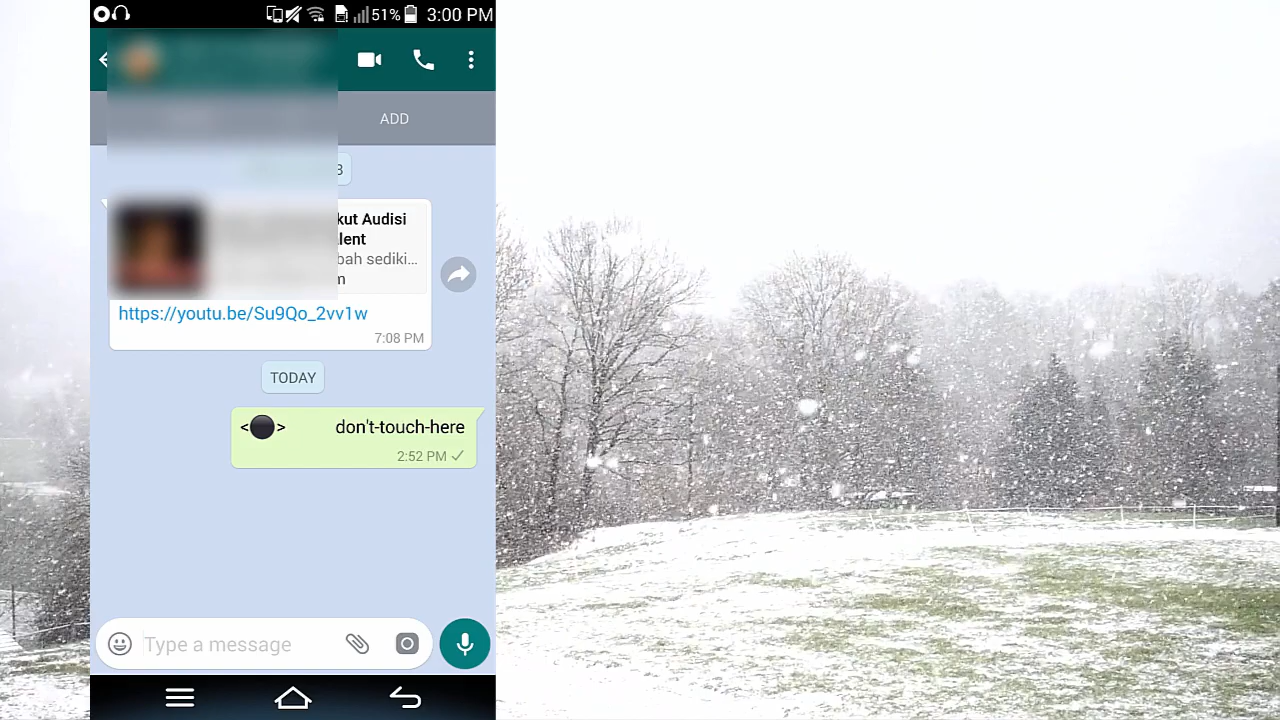 51% 3:00 PM
ADD
3
kut Audisi
lent
bah sediki...
m
https://youtu.be/Su9Qo_2vv1w
7:08 PM
TODAY
<⚫> don't-touch-here
2:52 PM
Type a message